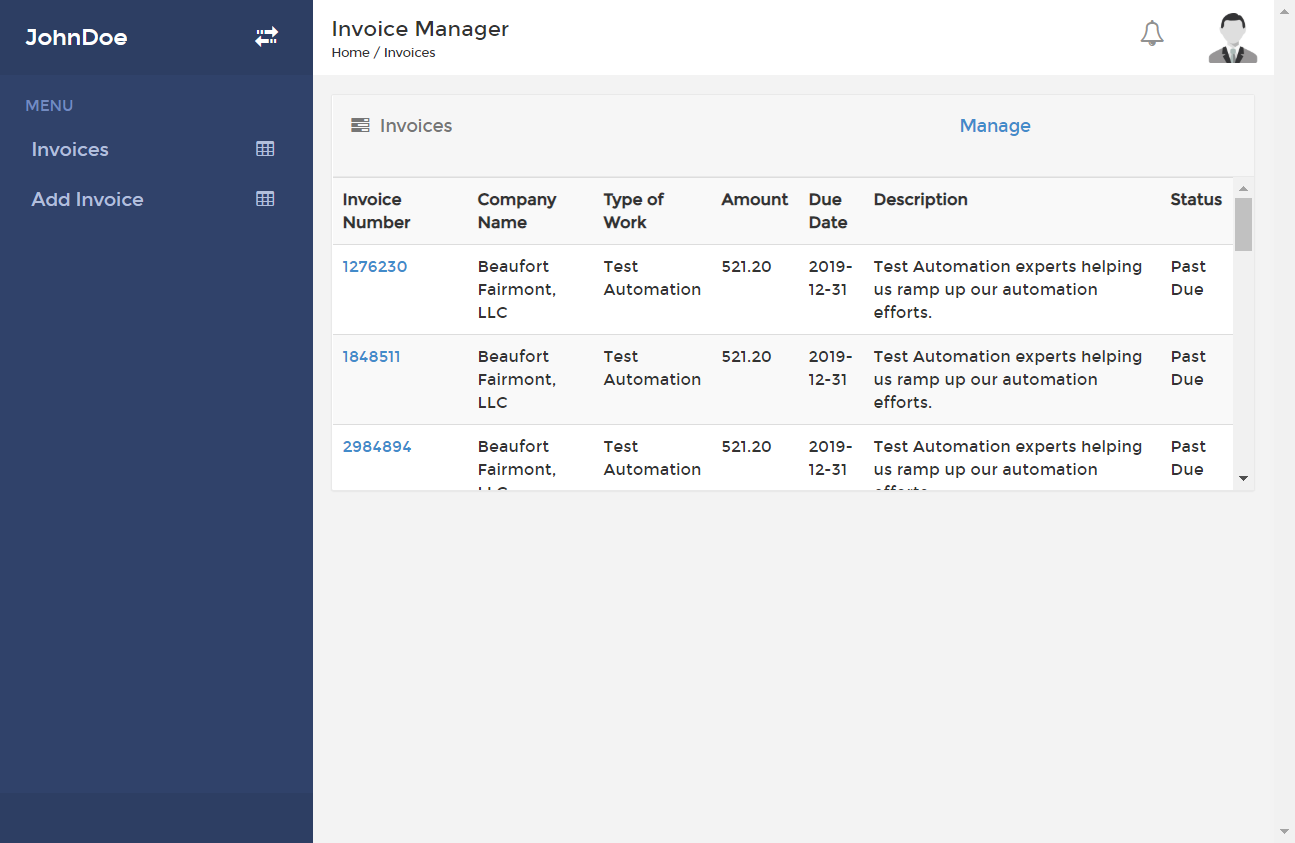 JohnDoe
MENU
Invoices
Add Invoice
Invoice Manager
Home / Invoices
Invoices Manage
Invoice Number Company Name Type of Work Amount Due Date Description Status
1276230 Beaufort Fairmont, LLC Test Automation 521.20 2019-12-31 Test Automation experts helping us ramp up our automation efforts. Past Due
1848511 Beaufort Fairmont, LLC Test Automation 521.20 2019-12-31 Test Automation experts helping us ramp up our automation efforts. Past Due
2984894 Beaufort Fairmont, Test Automation 521.20 2019-12-31 Test Automation experts helping us ramp up our automation Past Due